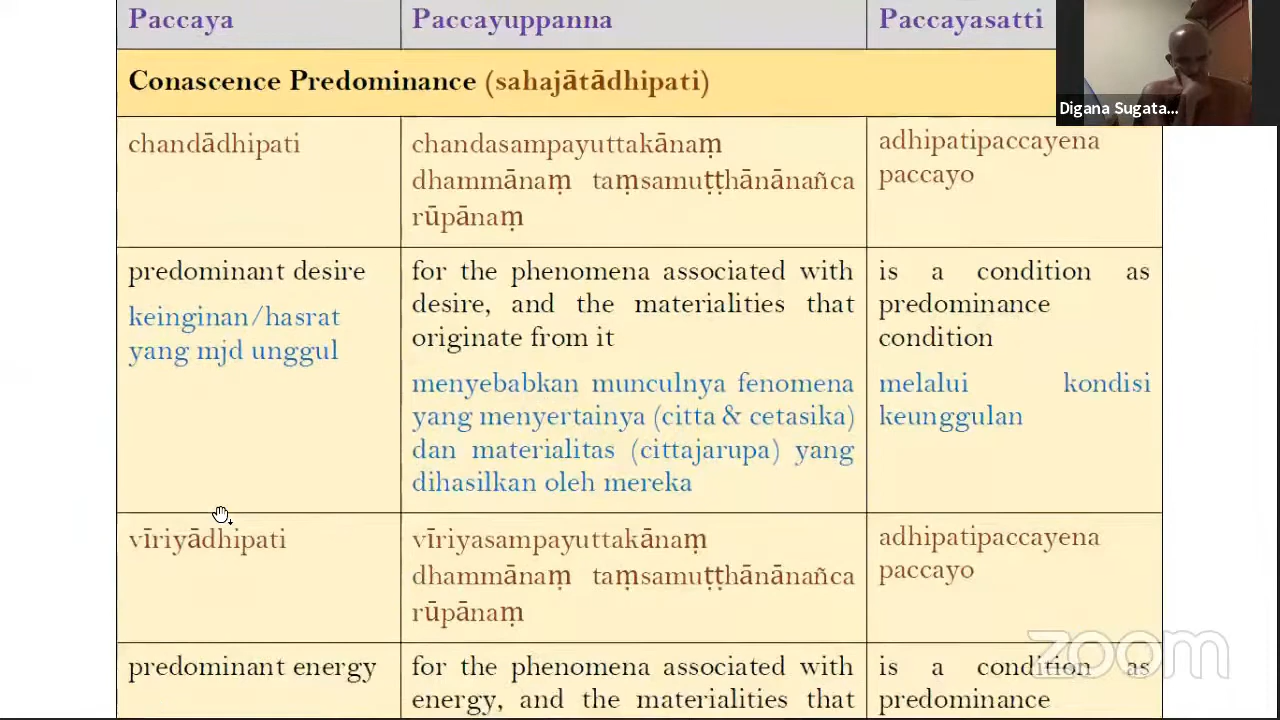 Paccaya
Paccayuppanna
Paccayasatti
Conascence Predominance (sahajātādhipati)
Digana Sugata...
chandādhipati
chandasampayuttakānaṃ
dhammānaṃ taṃsamuṭṭhānānañca
rūpānaṃ
adhipatipaccayena
paccayo
predominant desire
keinginan/hasrat
yang mjd unggul
for the phenomena associated with
desire, and the materialities that
originate from it
menyebabkan munculnya fenomena
yang menyertainya (citta & cetasika)
dan materialitas (cittajarupa) yang
dihasilkan oleh mereka
is a condition as
predominance
condition
melalui kondisi
keunggulan
vīriyādhipati
vīriyasampayuttakānaṃ
dhammānaṃ taṃsamuṭṭhānānañca
rūpānaṃ
adhipatipaccayena
paccayo
predominant energy
for the phenomena associated with
energy, and the materialities that
is a condition as
predominance
zoom